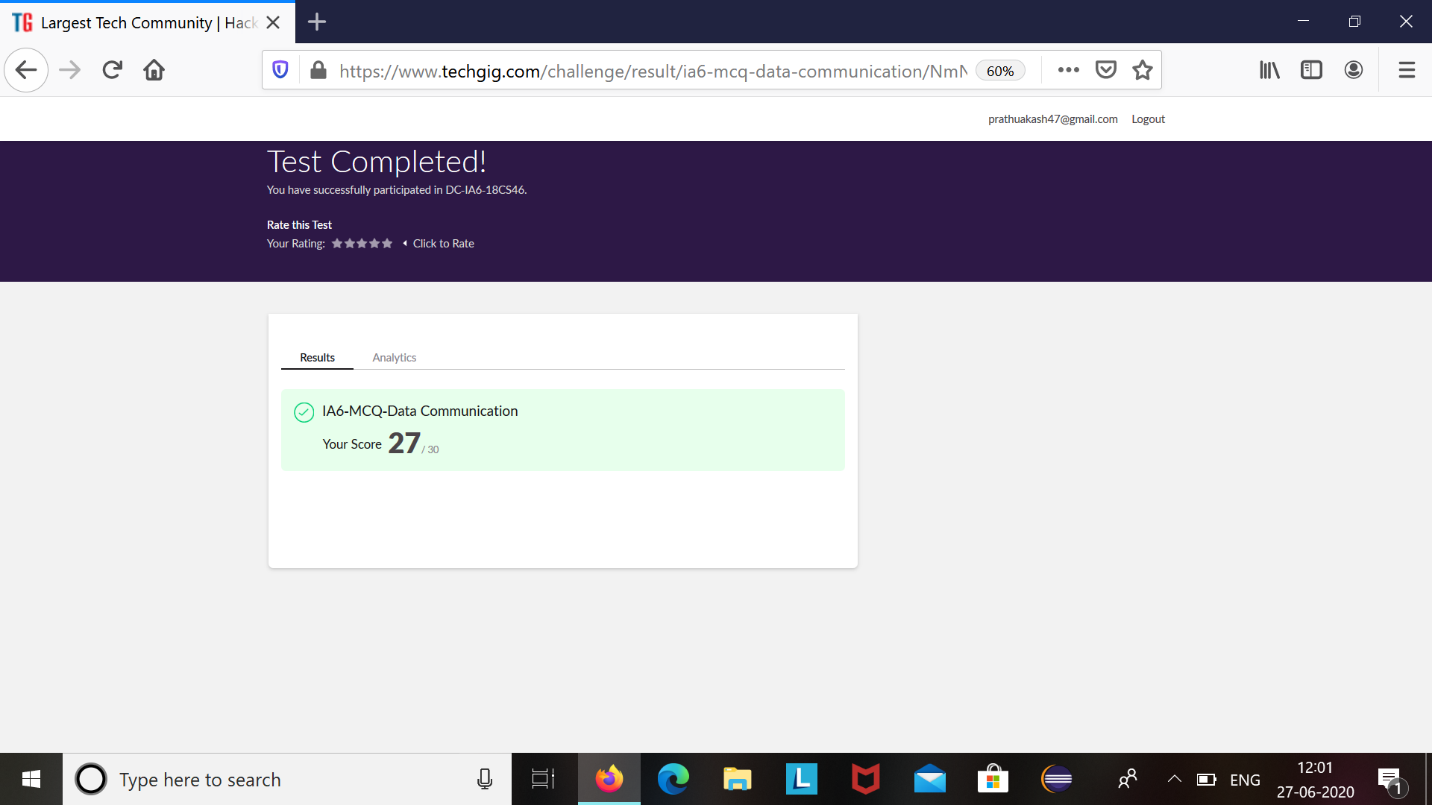 TG Largest Tech Community | Hack
https://www.techgig.com/challenge/result/ia6-mcq-data-communication/NmN
60%
prathuakash47@gmail.com Logout
Test Completed!
You have successfully participated in DC-IA6-18CS46.
Rate this Test
Your Rating: Click to Rate
Results Analytics
IA6-MCQ-Data Communication
Your Score 27 / 30
Type here to search
L
ENG
12:01
27-06-2020
1